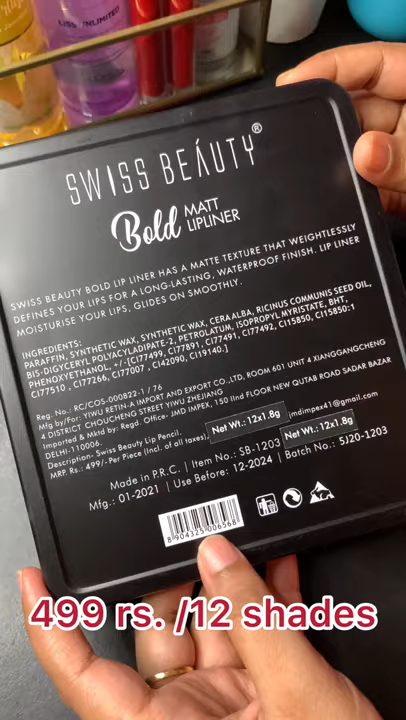 LISS UNLIMITED
SWISS BEÁUTY®
Bold MATT LIPLINER
SWISS BEAUTY BOLD LIP LINER HAS A MATTE TEXTURE THAT WEIGHTLESSLY
DEFINES YOUR LIPS FOR A LONG-LASTING, WATERPROOF FINISH. LIP LINER
MOISTURISE YOUR LIPS. GLIDES ON SMOOTHLY.
INGREDIENTS:
PARAFFIN, SYNTHETIC WAX, SYNTHETIC WAX, CERAALBA, RICINUS COMMUNIS SEED OIL,
BIS-DIGYCERYL POLYACYLADIPATE-2, PETROLATUM, ISOPROPYL MYRISTATE, BHT,
PHENOXYETHANOL, +/-[CI77499, CI77891, CI77491, CI77492, CI15850, CI15850:1
CI77510, CI77266, CI77007, CI42090, CI19140.]
Reg. No.: RC/COS-000822-1 / 76
Mfg by/For: YIWU RETIN-A IMPORT AND EXPORT CO.,LTD, ROOM 601 UNIT 4 XIANGGANGCHENG
4 DISTRICT CHOUCHENG STREET YIWU ZHEJIANG
Imported & Mktd by: Regd. Office: JMD IMPEX, 150 IInd FLOOR NEW QUTAB ROAD SADAR BAZAR
DELHI-110006.
jmdimpex41@gmail.com
Description- Swiss Beauty Lip Pencil.
Net Wt.: 12x1.8g
MRP. Rs.: 499/-Per Piece (Incl. of all taxes),
Net Wt.: 12x1.8g
Made in P.R.C. | Item No.: SB-1203
Mfg.: 01-2021 | Use Before: 12-2024 | Batch No.: 5J20-1203
8 904325 006568
499 rs. /12 shades